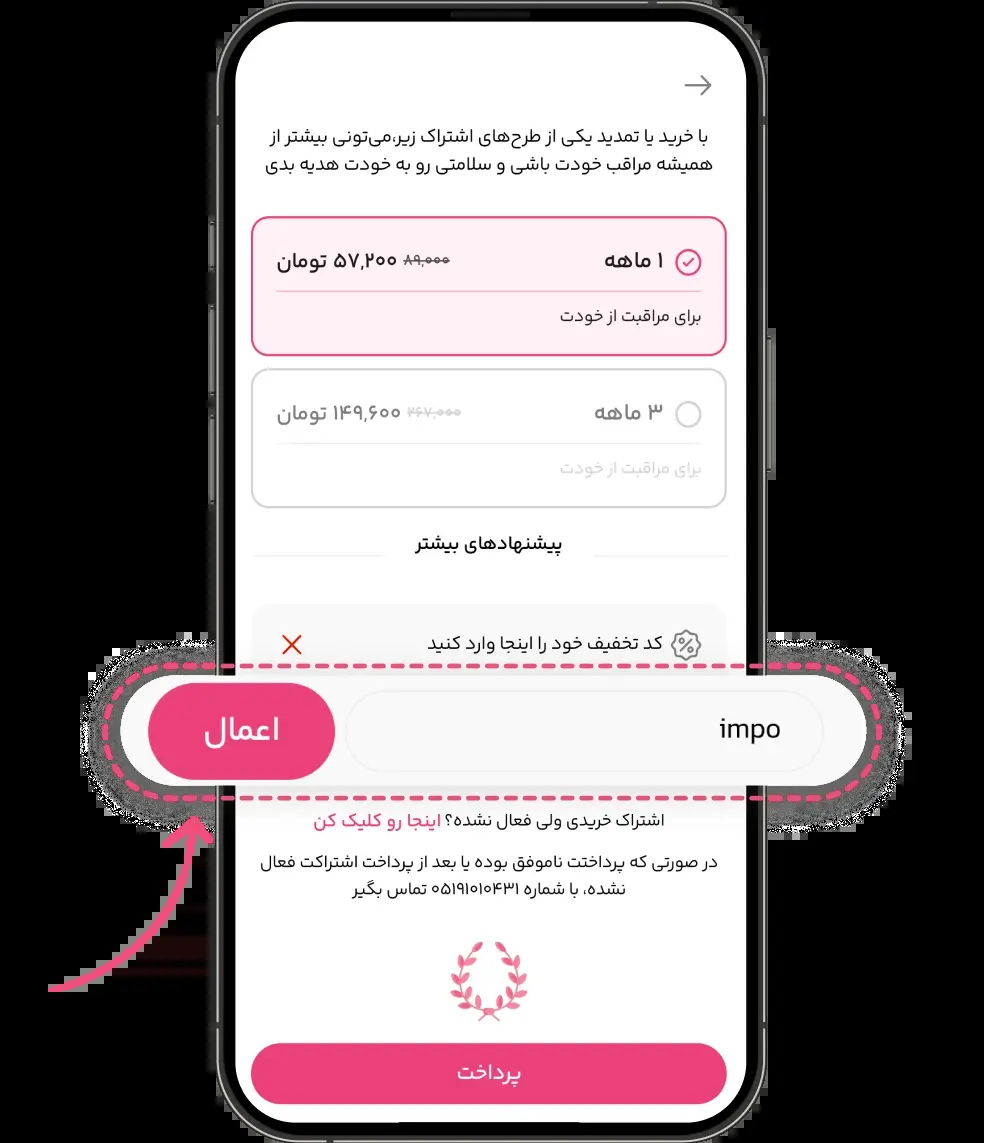 با خرید یا تمدید یکی از طرح‌های اشتراک زیر،می‌تونی بیشتر از
همیشه مراقب خودت باشی و سلامتی رو به خودت هدیه بدی
۱ ماهه ۸۹,۰۰۰ ۵۷,۲۰۰ تومان
برای مراقبت از خودت
۳ ماهه ۲۶۷,۰۰۰ ۱۴۹,۶۰۰ تومان
برای مراقبت از خودت
پیشنهادهای بیشتر
کد تخفیف خود را اینجا وارد کنید
impo اعمال
اشتراک خریدی ولی فعال نشده؟ اینجا رو کلیک کن
در صورتی که پرداختت ناموفق بوده یا بعد از پرداخت اشتراکت فعال
نشده، با شماره ۰۵۱۹۱۰۱۰۴۳۱ تماس بگیر
پرداخت